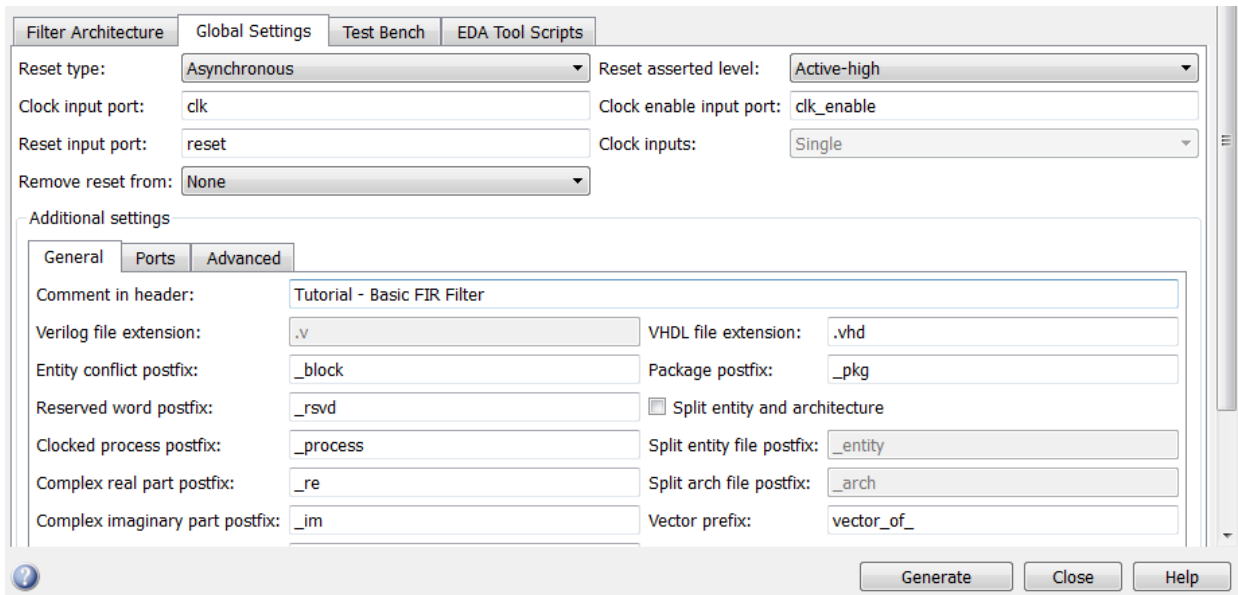 Filter Architecture Global Settings Test Bench EDA Tool Scripts
Reset type: Asynchronous Reset asserted level: Active-high
Clock input port: clk Clock enable input port: clk_enable
Reset input port: reset Clock inputs: Single
Remove reset from: None
Additional settings
General Ports Advanced
Comment in header: Tutorial - Basic FIR Filter
Verilog file extension: .v VHDL file extension: .vhd
Entity conflict postfix: _block Package postfix: _pkg
Reserved word postfix: _rsvd Split entity and architecture
Clocked process postfix: _process Split entity file postfix: _entity
Complex real part postfix: _re Split arch file postfix: _arch
Complex imaginary part postfix: _im Vector prefix: vector_of_
? Generate Close Help